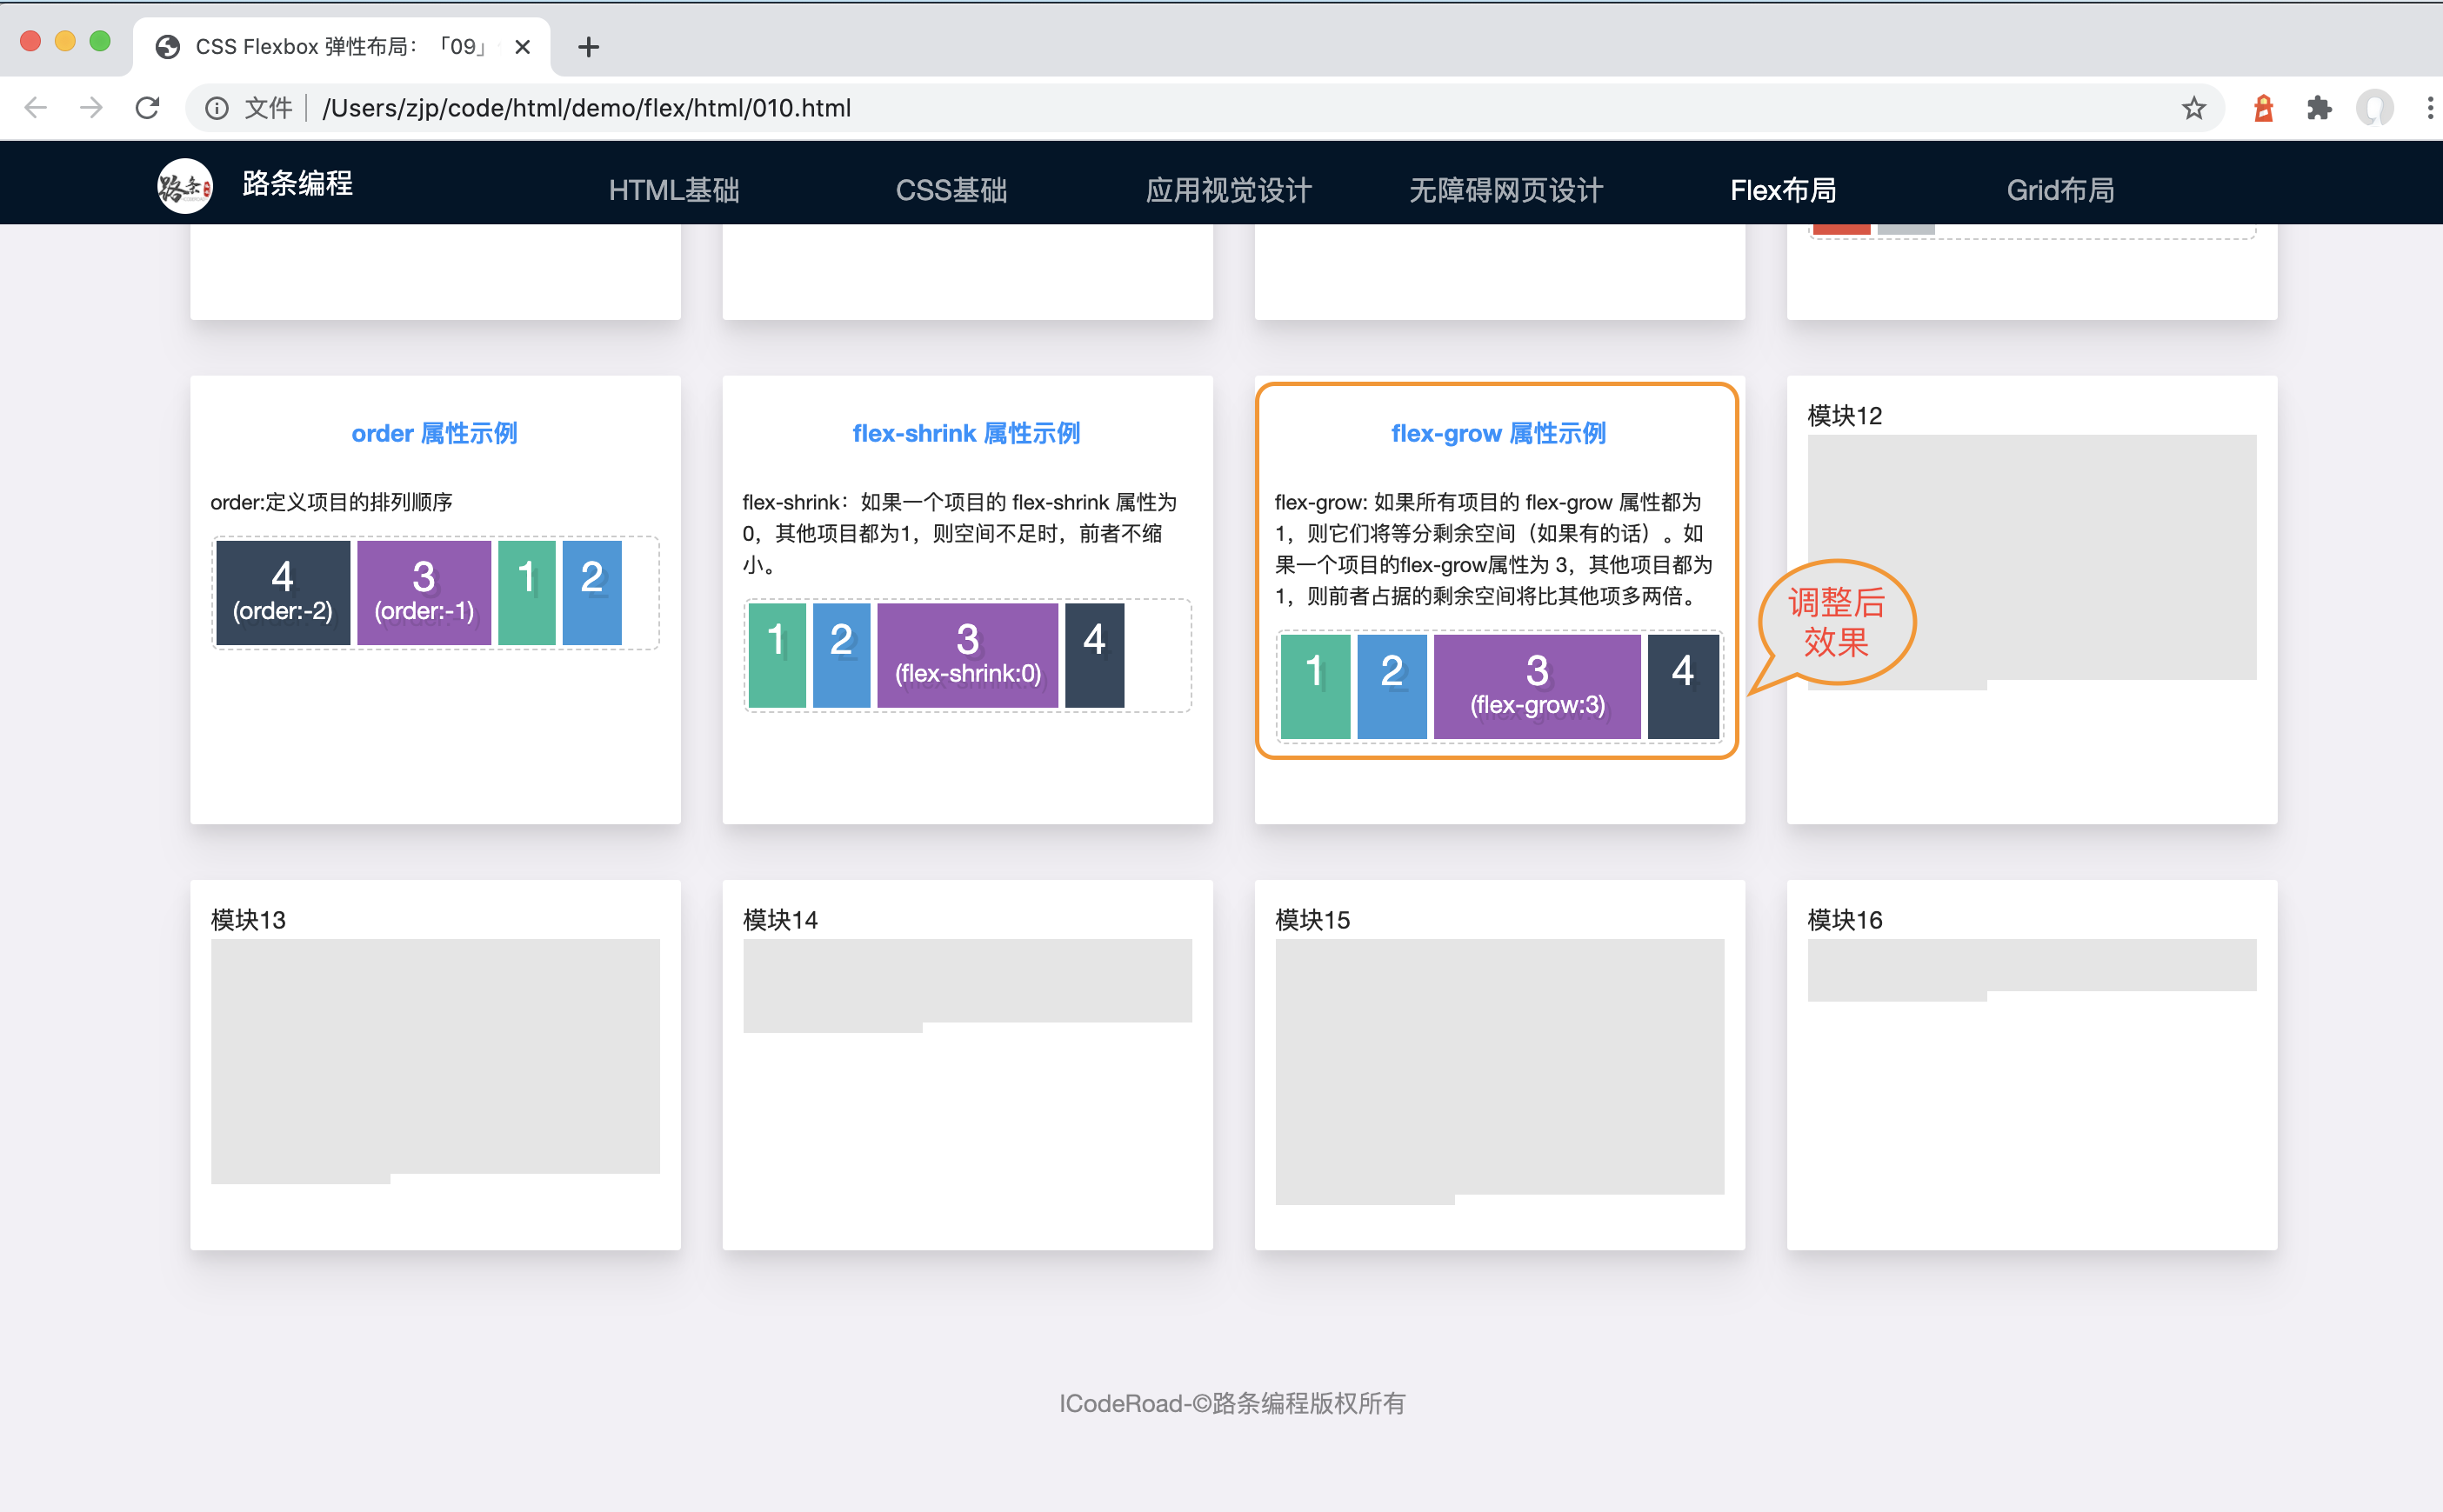 CSS Flexbox 弹性布局：「09」
文件
/Users/zjp/code/html/demo/flex/html/010.html
路条
路条编程
HTML基础
CSS基础
应用视觉设计
无障碍网页设计
Flex布局
Grid布局
order 属性示例
order:定义项目的排列顺序
4
(order:-2)
3
(order:-1)
1
2
flex-shrink 属性示例
flex-shrink：如果一个项目的 flex-shrink 属性为
0，其他项目都为1，则空间不足时，前者不缩
小。
1
2
3
(flex-shrink:0)
4
flex-grow 属性示例
flex-grow: 如果所有项目的 flex-grow 属性都为
1，则它们将等分剩余空间（如果有的话）。如
果一个项目的flex-grow属性为 3，其他项目都为
1，则前者占据的剩余空间将比其他项多两倍。
1
2
3
(flex-grow:3)
4
调整后
效果
模块12
模块13
模块14
模块15
模块16
ICodeRoad-©路条编程版权所有